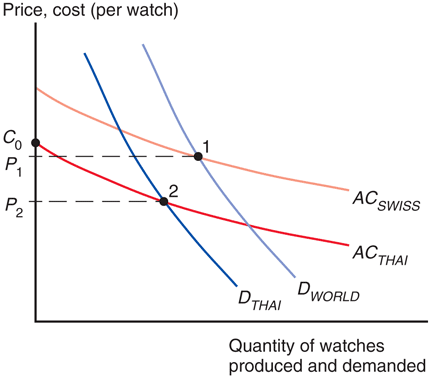 Price, cost (per watch)
C0
P1
P2
1
2
ACSWISS
ACTHAI
DTHAI
DWORLD
Quantity of watches
produced and demanded